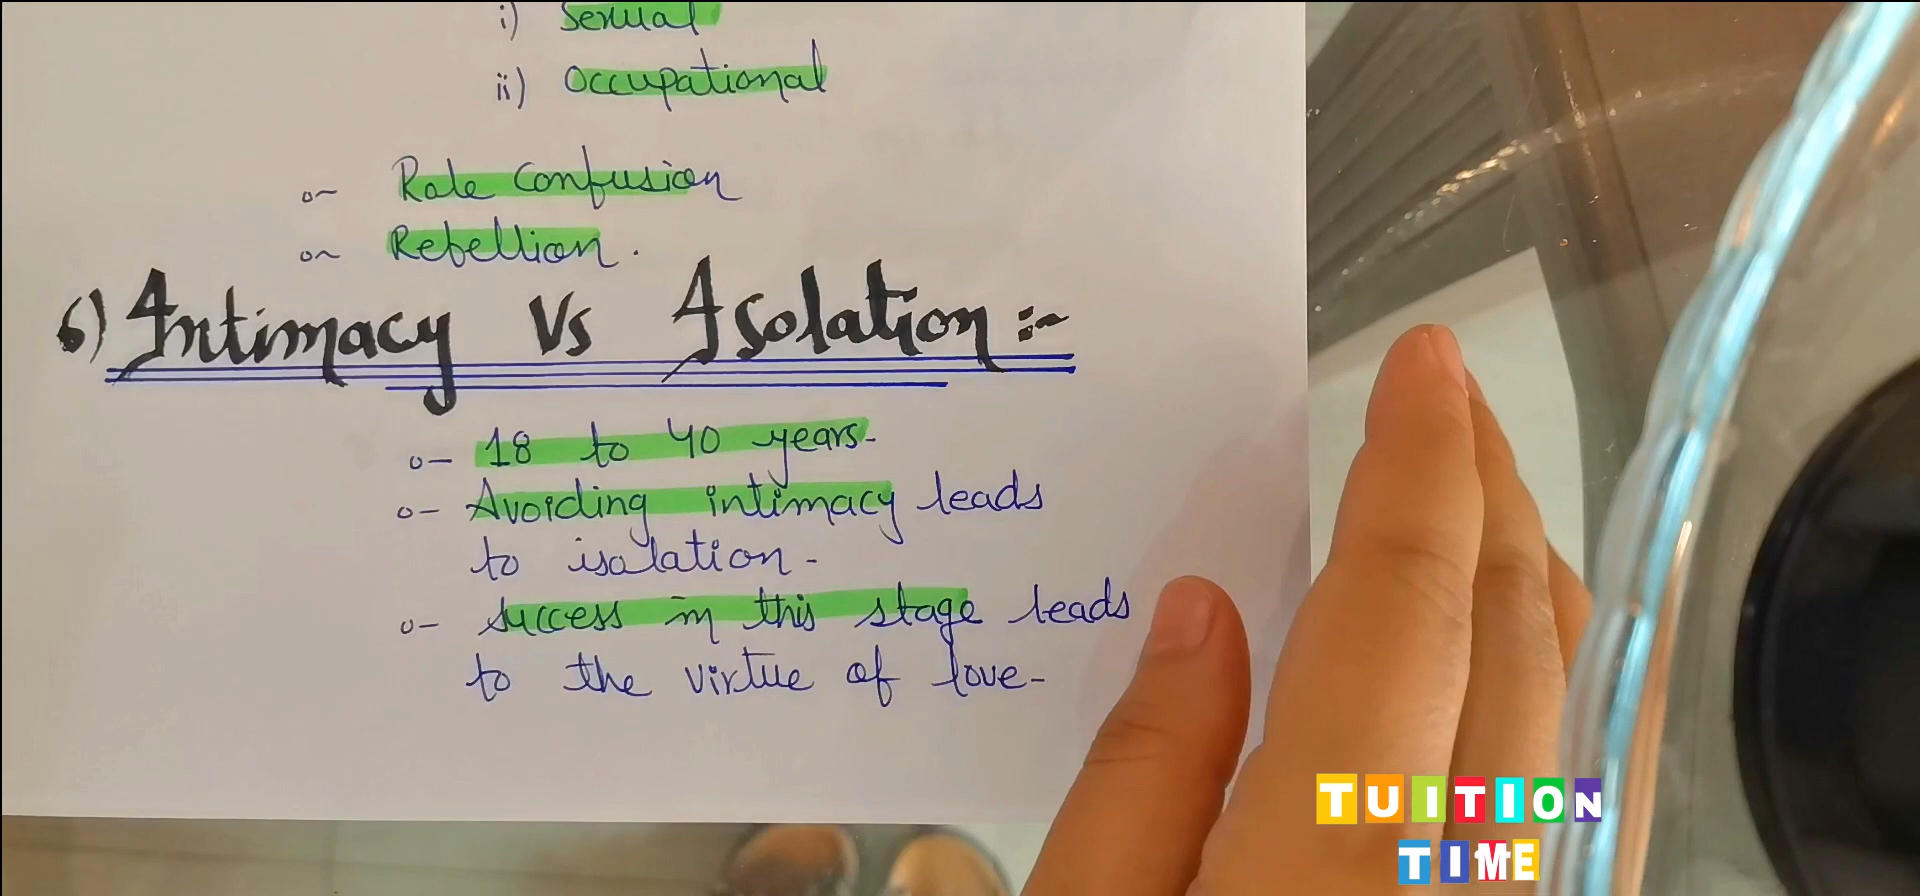 i) Sexual
ii) Occupational
Role Confusion
Rebellion.
6) Intimacy Vs Isolation :-
18 to 40 years-
Avoiding intimacy leads
to isolation-
Success in this stage leads
to the virtue of love-
TUITION
TIME